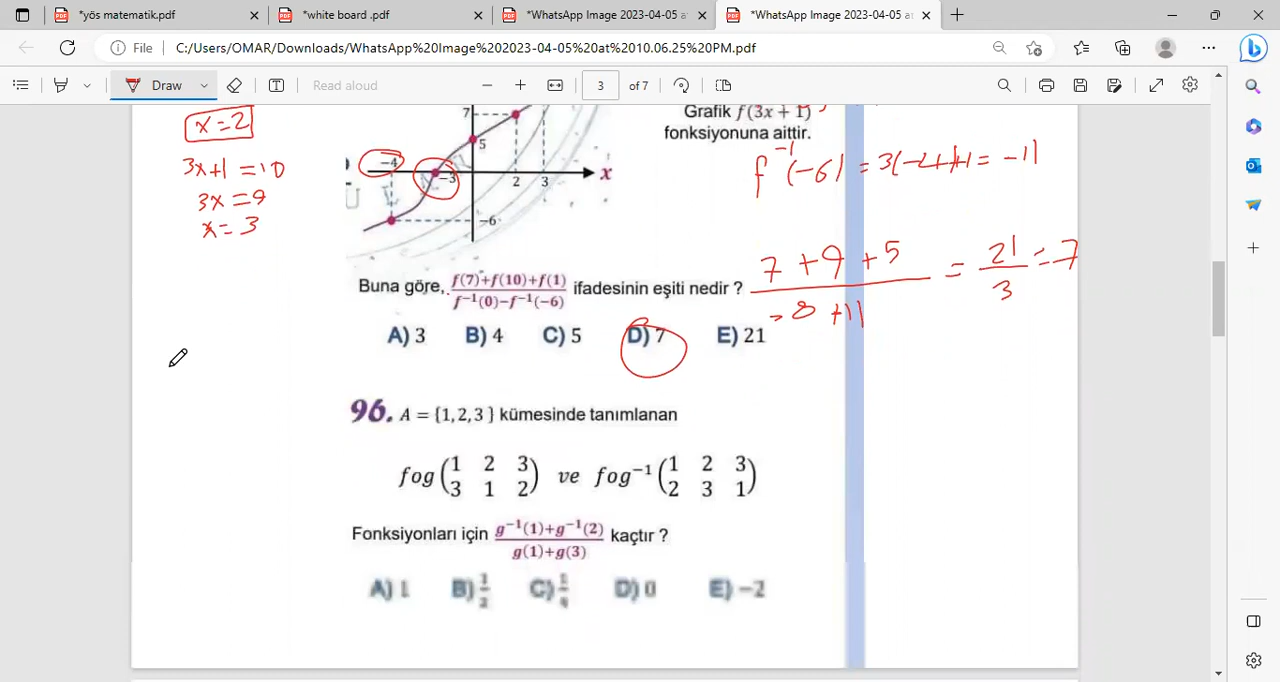 *yös matematik.pdf
*white board .pdf
*"WhatsApp Image 2023-04-05 a
*"WhatsApp Image 2023-04-05 a
File C:/Users/OMAR/Downloads/WhatsApp%20Image%202023-04-05%20at%2010.06.25%20PM.pdf
Draw
Read aloud
3 of 7
x=2
3x+1 =10
3x =9
x= 3
7
5
-4
-3
2 3
x
-6
Grafik f(3x + 1)
fonksiyonuna aittir.
f⁻¹(-6) = 3(-4)+1 = -11
Buna göre, f(7)+f(10)+f(1) / f⁻¹(0)-f⁻¹(-6) ifadesinin eşiti nedir ?
7 + 9 + 5 / -8 +11 = 21/3 = 7
A) 3 B) 4 C) 5 D) 7 E) 21
96. A = {1,2,3 } kümesinde tanımlanan
fog (1 2 3 / 3 1 2) ve fog⁻¹ (1 2 3 / 2 3 1)
Fonksiyonları için g⁻¹(1)+g⁻¹(2) / g(1)+g(3) kaçtır ?
A) 1 B) 1/2 C) 1/4 D) 0 E) -2